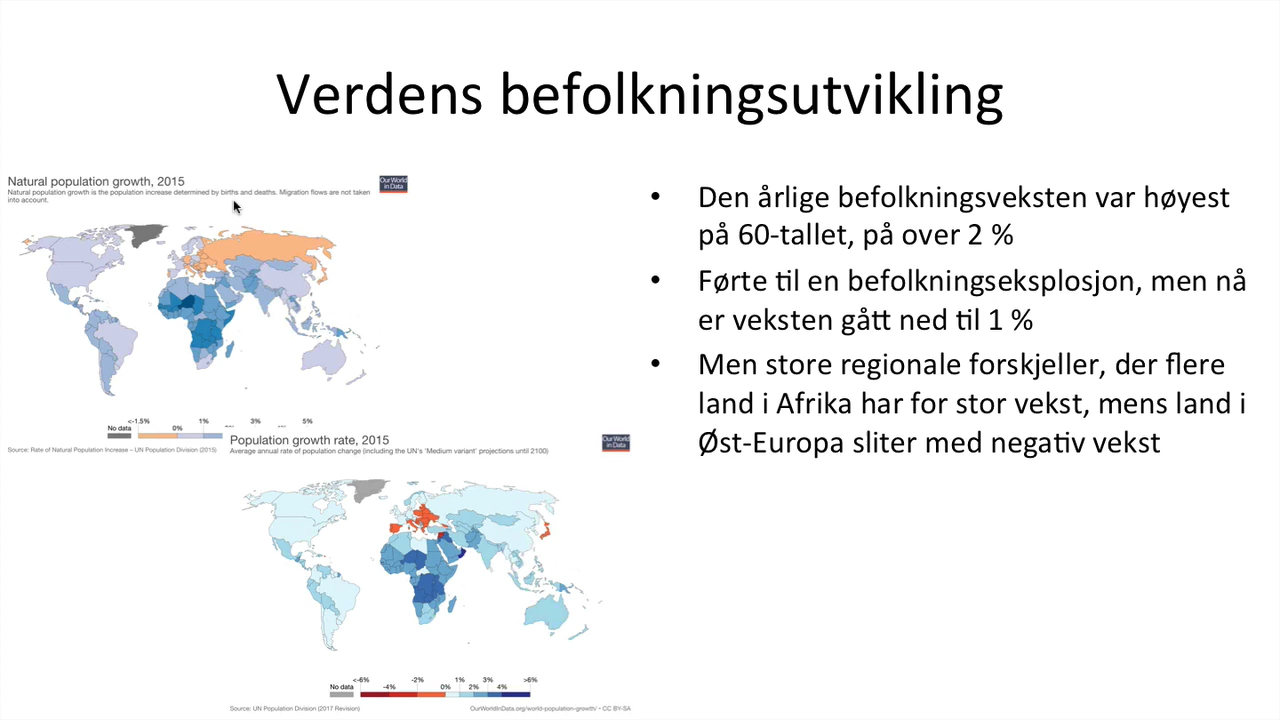 Verdens befolkningsutvikling
Natural population growth, 2015
Natural population growth is the population increase determined by births and deaths. Migration flows are not taken
into account.
Our World
in Data
<-1.5% 1% 3% 5%
No data 0%
Source: Rate of Natural Population Increase – UN Population Division (2015)
Population growth rate, 2015
Average annual rate of population change (including the UN's 'Medium variant' projections until 2100)
Our World
in Data
<-6% -2% 1% 3% >6%
No data -4% 0% 2% 4%
Source: UN Population Division (2017 Revision) OurWorldInData.org/world-population-growth/ • CC BY-SA
• Den årlige befolkningsveksten var høyest
på 60-tallet, på over 2 %
• Førte til en befolkningseksplosjon, men nå
er veksten gått ned til 1 %
• Men store regionale forskjeller, der flere
land i Afrika har for stor vekst, mens land i
Øst-Europa sliter med negativ vekst